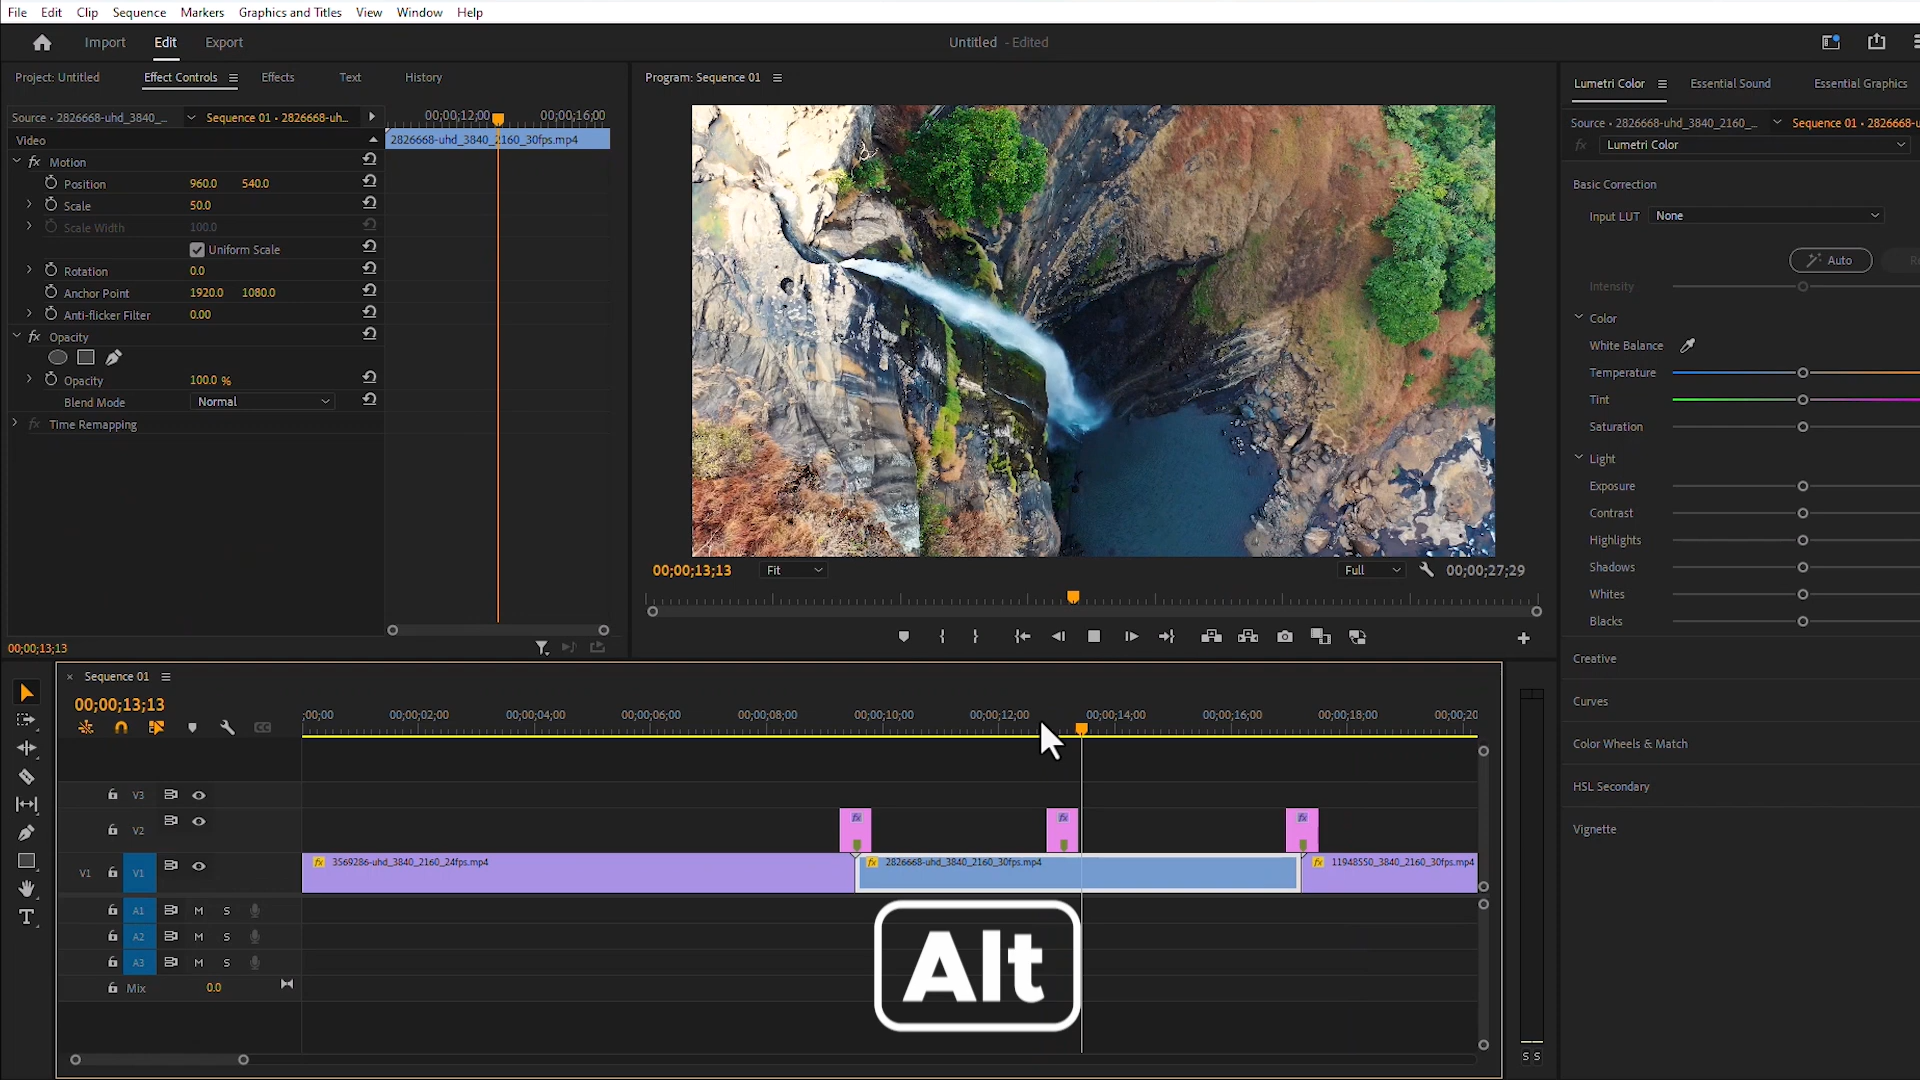 File Edit Clip Sequence Markers Graphics and Titles View Window Help
Import Edit Export
Untitled - Edited
Project: Untitled Effect Controls Effects Text History
Source • 2826668-uhd_3840_... Sequence 01 • 2826668-uh...
00;00;12;00 00;00;16;00
Video
2826668-uhd_3840_2160_30fps.mp4
fx Motion
Position 960.0 540.0
Scale 50.0
Scale Width 100.0
Uniform Scale
Rotation 0.0
Anchor Point 1920.0 1080.0
Anti-flicker Filter 0.00
fx Opacity
Opacity 100.0 %
Blend Mode Normal
fx Time Remapping
00;00;13;13
Program: Sequence 01
00;00;13;13 Fit Full 00;00;27;29
Lumetri Color Essential Sound Essential Graphics
Source • 2826668-uhd_3840_2160_... Sequence 01 • 2826668-u
fx Lumetri Color
Basic Correction
Input LUT None
Auto
Intensity
Color
White Balance
Temperature
Tint
Saturation
Light
Exposure
Contrast
Highlights
Shadows
Whites
Blacks
Creative
Curves
Color Wheels & Match
HSL Secondary
Vignette
× Sequence 01
00;00;13;13
;00;00 00;00;02;00 00;00;04;00 00;00;06;00 00;00;08;00 00;00;10;00 00;00;12;00 00;00;14;00 00;00;16;00 00;00;18;00 00;00;20
V3
V2 fx fx fx
V1 V1 fx 3569286-uhd_3840_2160_24fps.mp4 fx 2826668-uhd_3840_2160_30fps.mp4 fx 11948550_3840_2160_30fps.mp4
A1 M S
A2 M S
A3 M S
Mix 0.0
T
Alt
S S